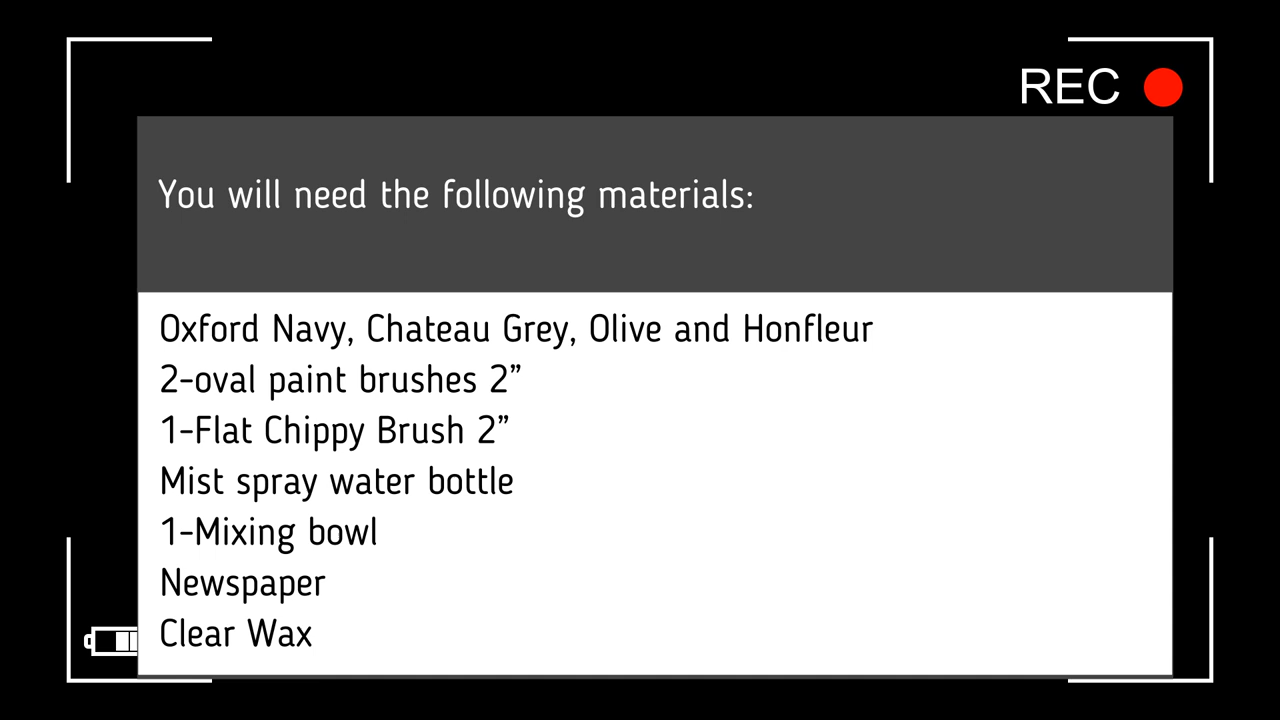 REC
You will need the following materials:
Oxford Navy, Chateau Grey, Olive and Honfleur
2-oval paint brushes 2”
1-Flat Chippy Brush 2”
Mist spray water bottle
1-Mixing bowl
Newspaper
Clear Wax